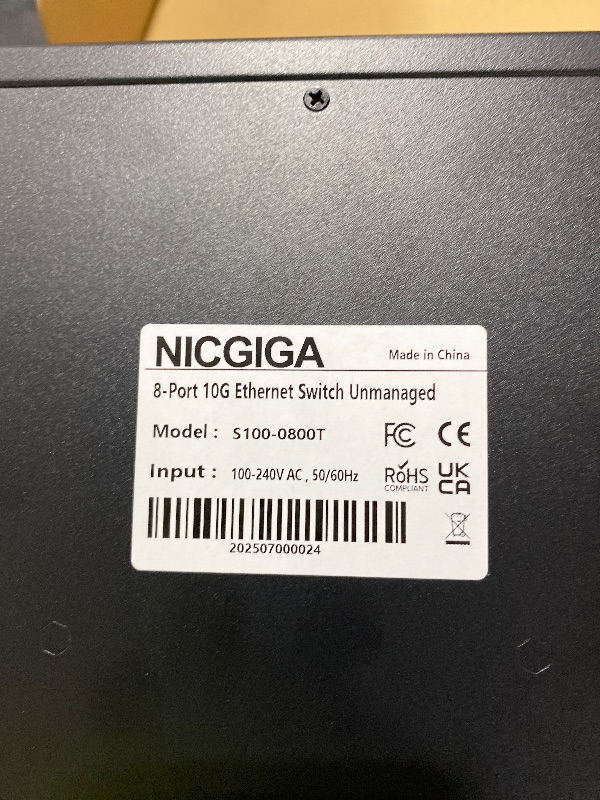 NICGIGA
Made in China
8-Port 10G Ethernet Switch Unmanaged
Model : S100-0800T
FC CE
Input : 100-240V AC , 50/60Hz
RoHS
COMPLIANT
UK
CA
202507000024